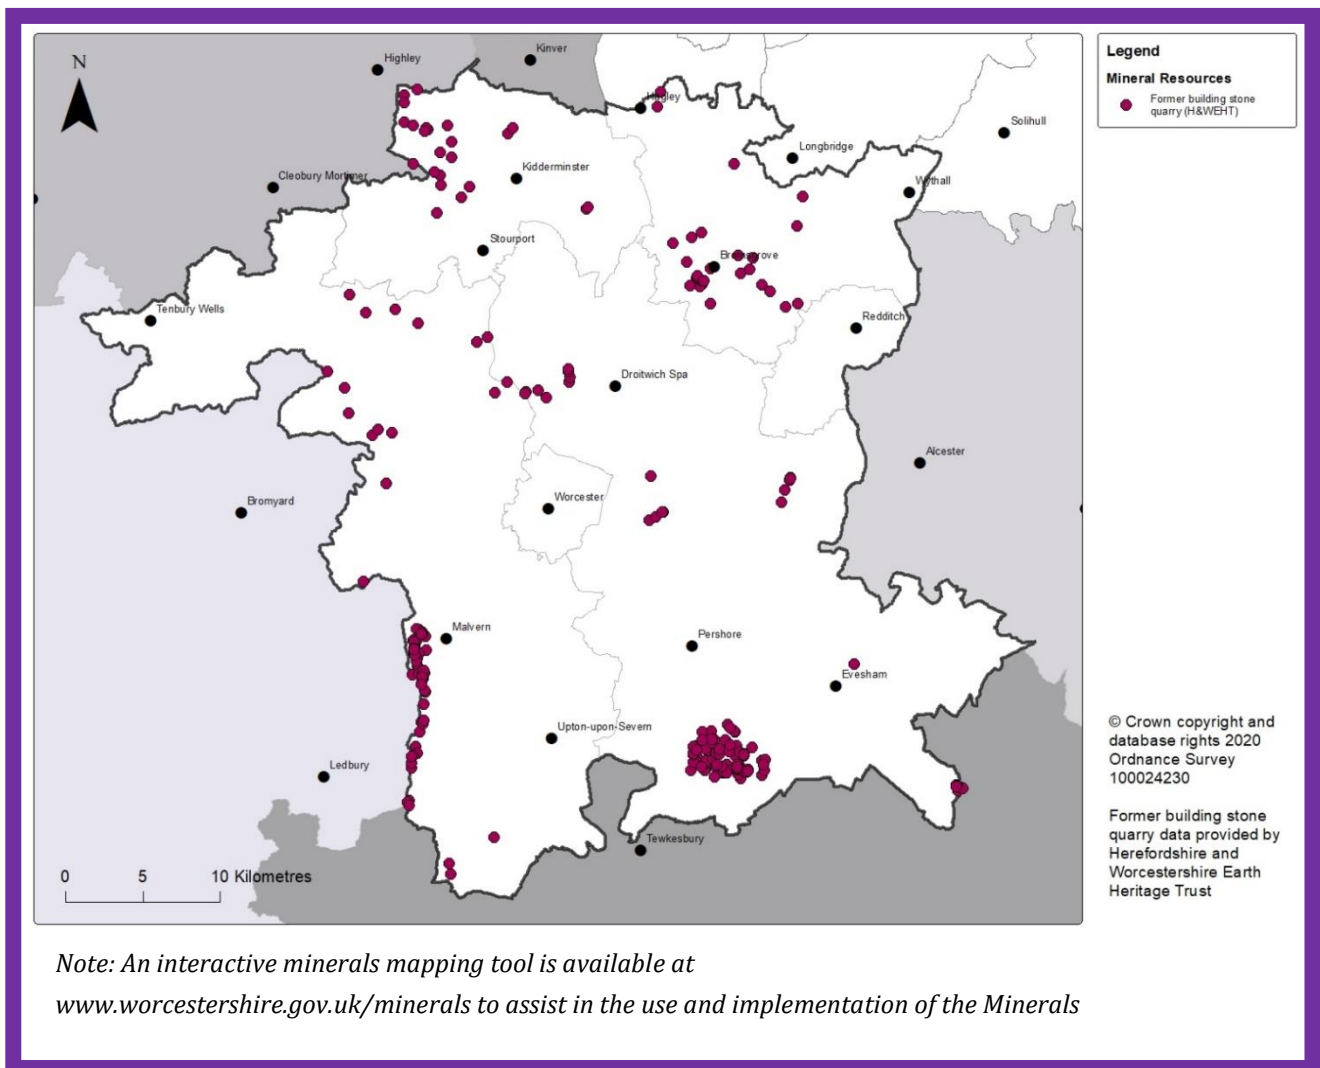 N
Highley
Kinver
Hagley
Solihull
Longbridge
Cleobury Mortimer
Kidderminster
Wythall
Stourport
Bromsgrove
Tenbury Wells
Redditch
Droitwich Spa
Alcester
Bromyard
Worcester
Malvern
Pershore
Evesham
Upton-upon-Severn
Ledbury
Tewkesbury
0 5 10 Kilometres
Legend
Mineral Resources
Former building stone
quarry (H&WEHT)
© Crown copyright and
database rights 2020
Ordnance Survey
100024230
Former building stone
quarry data provided by
Herefordshire and
Worcestershire Earth
Heritage Trust
Note: An interactive minerals mapping tool is available at
www.worcestershire.gov.uk/minerals to assist in the use and implementation of the Minerals